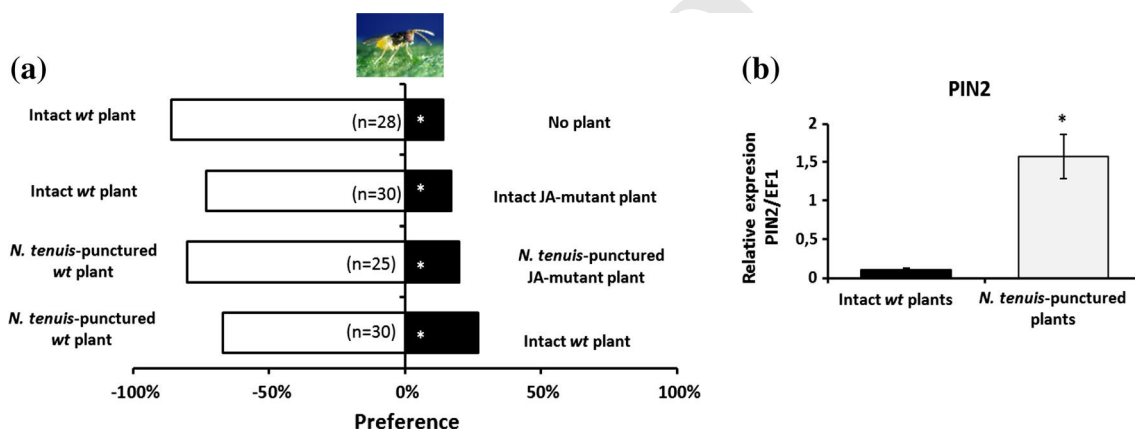 (a)
Intact wt plant
(n=28)
*
No plant
Intact wt plant
(n=30)
*
Intact JA-mutant plant
N. tenuis-punctured
wt plant
(n=25)
*
N. tenuis-punctured
JA-mutant plant
N. tenuis-punctured
wt plant
(n=30)
*
Intact wt plant
-100%
-50%
0%
50%
100%
Preference
(b)
PIN2
Relative expresion
PIN2/EF1
2
1,5
1
0,5
0
*
Intact wt plants
N. tenuis-punctured
plants